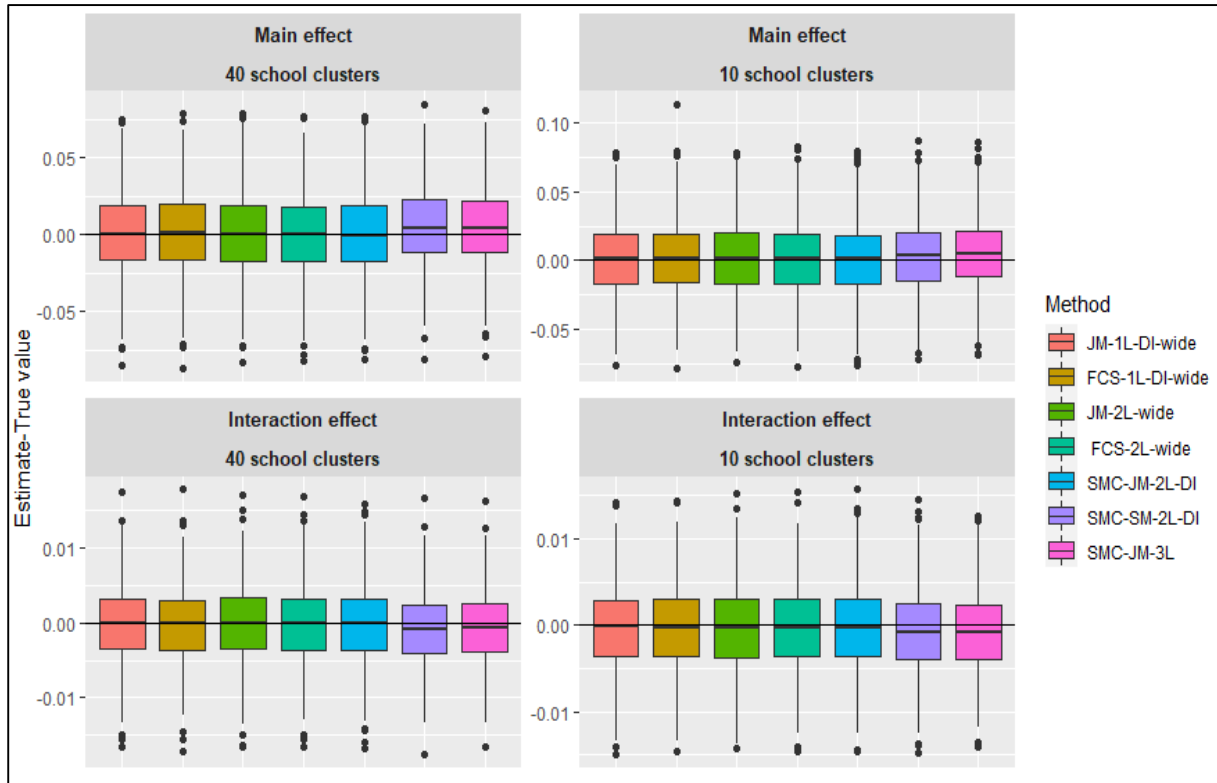 Main effect
40 school clusters
Main effect
10 school clusters
0.05
0.00
-0.05
0.10
0.05
0.00
-0.05
Interaction effect
40 school clusters
Interaction effect
10 school clusters
0.01
0.00
-0.01
0.01
0.00
-0.01
Estimate-True value
Method
JM-1L-DI-wide
FCS-1L-DI-wide
JM-2L-wide
FCS-2L-wide
SMC-JM-2L-DI
SMC-SM-2L-DI
SMC-JM-3L